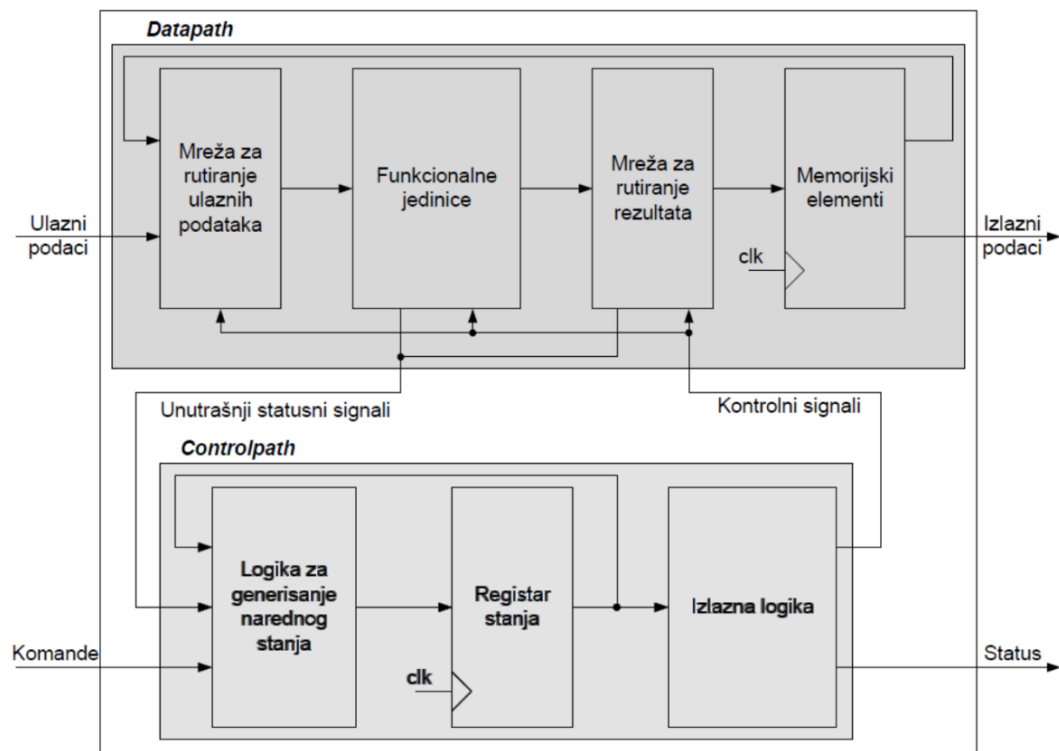 Datapath
Mreža za
rutiranje
ulaznih
podataka
Funkcionalne
jedinice
Mreža za
rutiranje
rezultata
Memorijski
elementi
clk
Ulazni
podaci
Izlazni
podaci
Unutrašnji statusni signali
Kontrolni signali
Controlpath
Logika za
generisanje
narednog
stanja
Registar
stanja
clk
Izlazna logika
Komande
Status